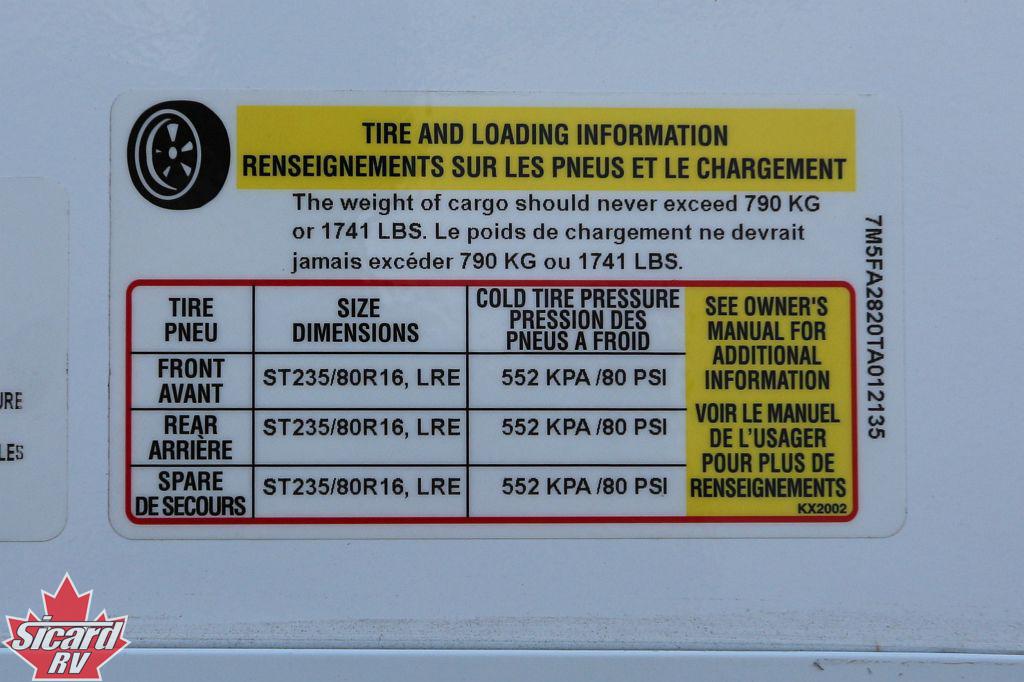 TIRE AND LOADING INFORMATION
RENSEIGNEMENTS SUR LES PNEUS ET LE CHARGEMENT
The weight of cargo should never exceed 790 KG
or 1741 LBS. Le poids de chargement ne devrait
jamais excéder 790 KG ou 1741 LBS.
TIRE
PNEU
SIZE
DIMENSIONS
COLD TIRE PRESSURE
PRESSION DES
PNEUS A FROID
FRONT
AVANT
ST235/80R16, LRE
552 KPA /80 PSI
REAR
ARRIÈRE
ST235/80R16, LRE
552 KPA /80 PSI
SPARE
DE SECOURS
ST235/80R16, LRE
552 KPA /80 PSI
SEE OWNER'S
MANUAL FOR
ADDITIONAL
INFORMATION
VOIR LE MANUEL
DE L'USAGER
POUR PLUS DE
RENSEIGNEMENTS
KX2002
7M5FA2820TA012135
Sicard
RV